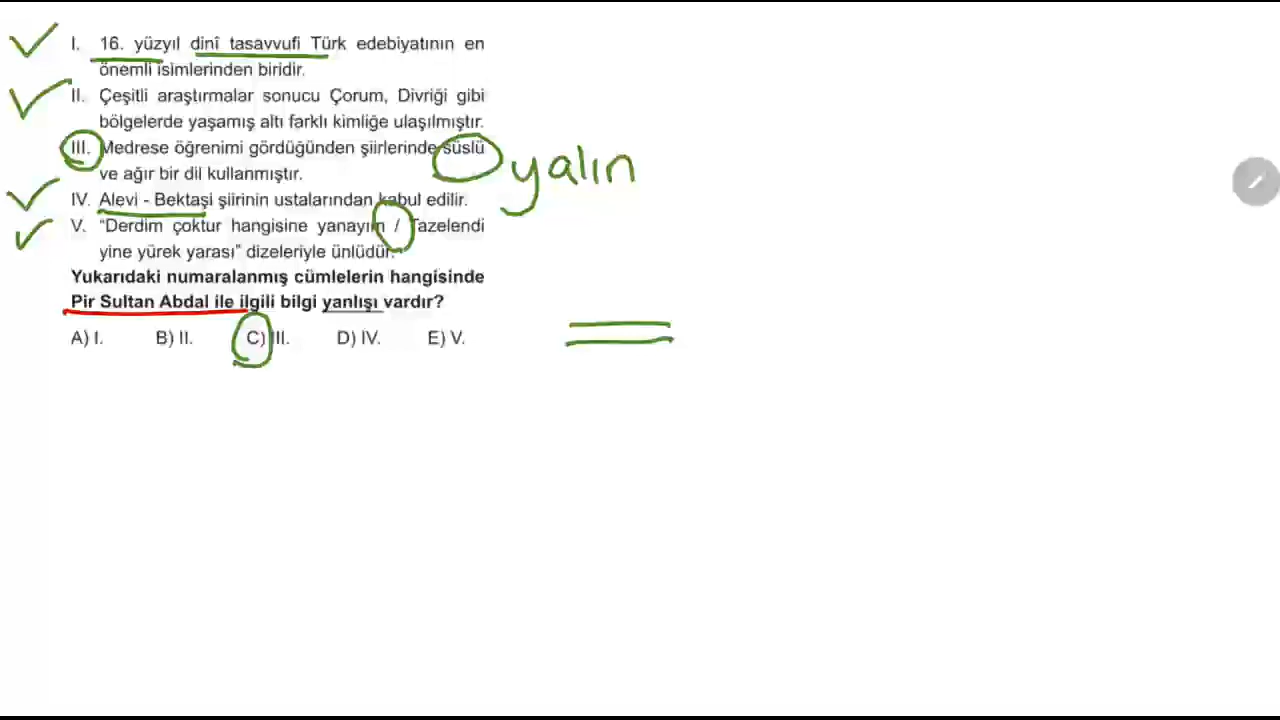 I. 16. yüzyıl dinî tasavvufi Türk edebiyatının en
önemli isimlerinden biridir.
II. Çeşitli araştırmalar sonucu Çorum, Divriği gibi
bölgelerde yaşamış altı farklı kimliğe ulaşılmıştır.
III. Medrese öğrenimi gördüğünden şiirlerinde süslü
ve ağır bir dil kullanmıştır.
yalın
IV. Alevi - Bektaşi şiirinin ustalarından kabul edilir.
V. “Derdim çoktur hangisine yanayım / Tazelendi
yine yürek yarası” dizeleriyle ünlüdür.
Yukarıdaki numaralanmış cümlelerin hangisinde
Pir Sultan Abdal ile ilgili bilgi yanlışı vardır?
A) I. B) II. C) III. D) IV. E) V.